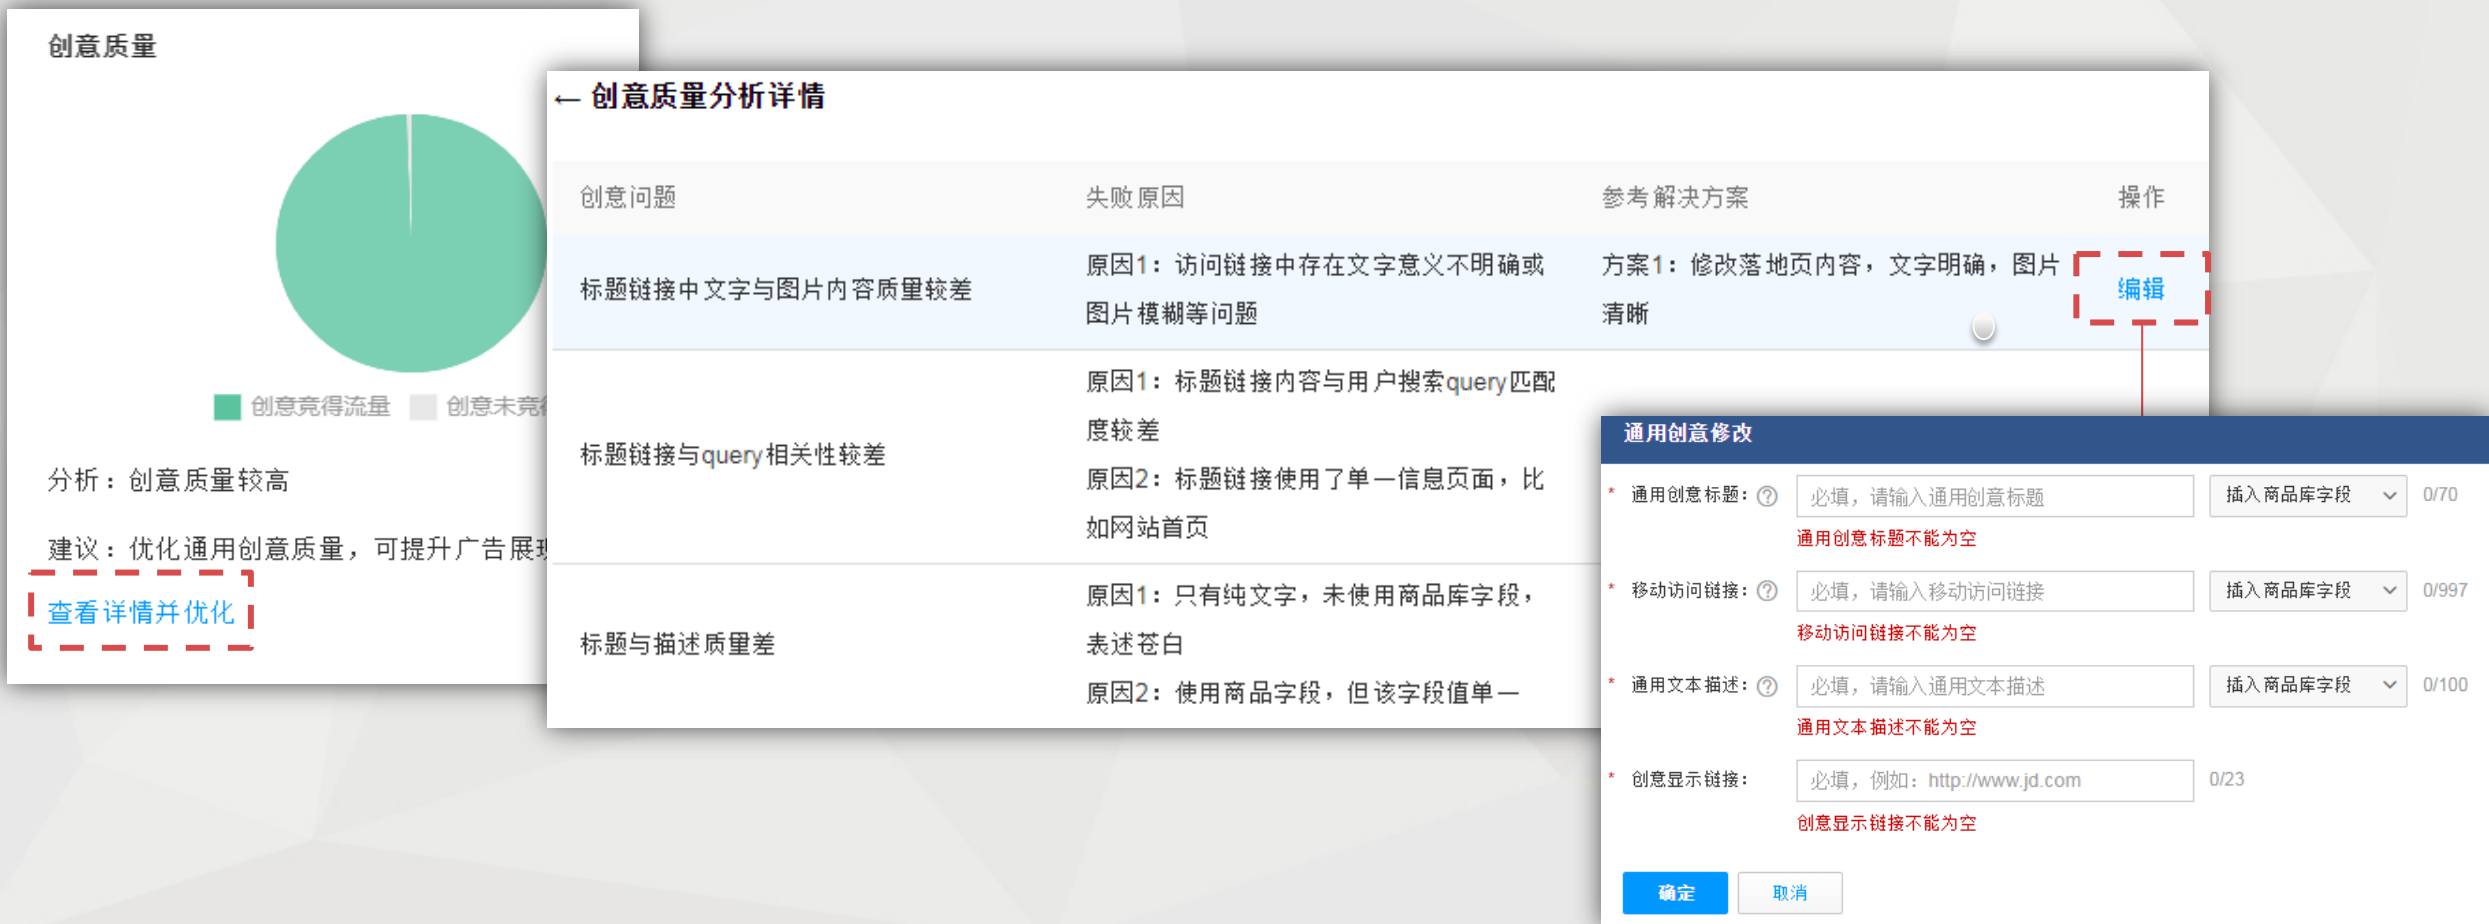 创意质量
创意竞得流量
创意未竞
分析：创意质量较高
建议：优化通用创意质量，可提升广告展
查看详情并优化
← 创意质量分析详情
创意问题 失败原因 参考解决方案 操作
标题链接中文字与图片内容质量较差
原因1：访问链接中存在文字意义不明确或
图片模糊等问题
方案1：修改落地页内容，文字明确，图片
清晰
编辑
标题链接与query相关性较差
原因1：标题链接内容与用户搜索query匹配
度较差
原因2：标题链接使用了单一信息页面，比
如网站首页
标题与描述质量差
原因1：只有纯文字，未使用商品库字段，
表述苍白
原因2：使用商品字段，但该字段值单一
通用创意修改
* 通用创意标题： ? 必填，请输入通用创意标题 插入商品库字段 0/70
通用创意标题不能为空
* 移动访问链接： ? 必填，请输入移动访问链接 插入商品库字段 0/997
移动访问链接不能为空
* 通用文本描述： ? 必填，请输入通用文本描述 插入商品库字段 0/100
通用文本描述不能为空
* 创意显示链接： 必填，例如：http://www.jd.com 0/23
创意显示链接不能为空
确定 取消